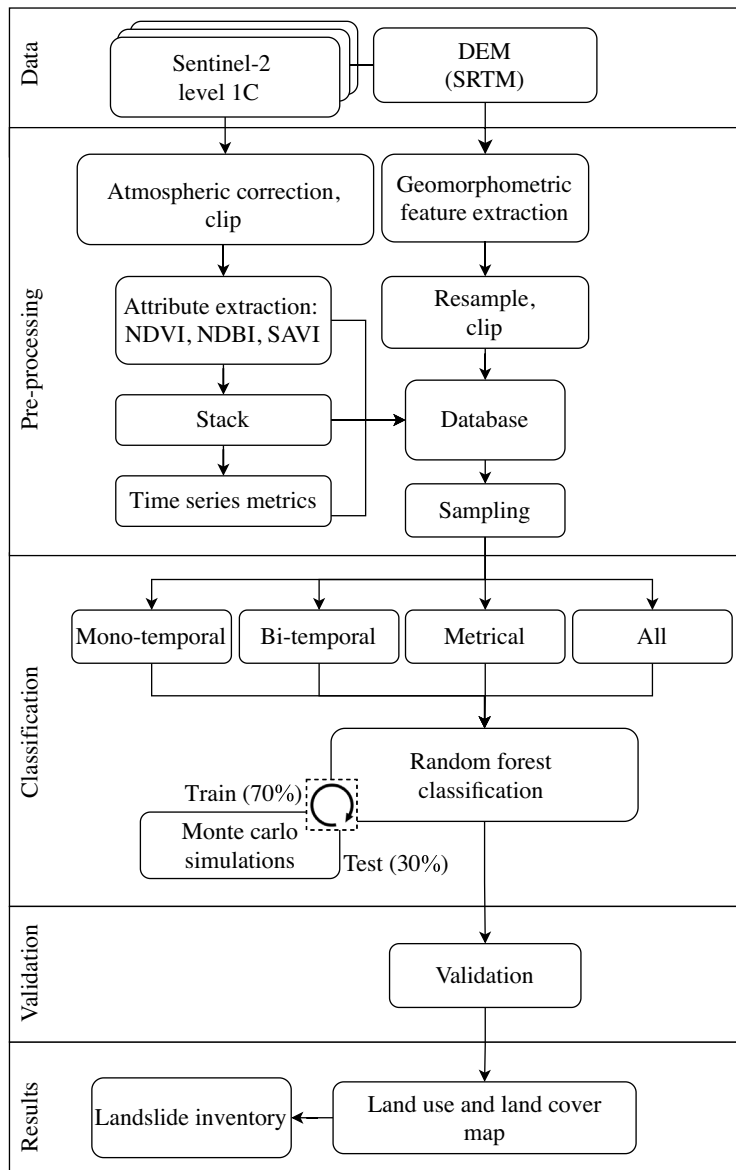 Data
Sentinel-2
level 1C
DEM
(SRTM)
Pre-processing
Atmospheric correction,
clip
Geomorphometric
feature extraction
Attribute extraction:
NDVI, NDBI, SAVI
Resample,
clip
Stack
Database
Time series metrics
Sampling
Classification
Mono-temporal
Bi-temporal
Metrical
All
Random forest
classification
Train (70%)
Monte carlo
simulations
Test (30%)
Validation
Validation
Results
Landslide inventory
Land use and land cover
map